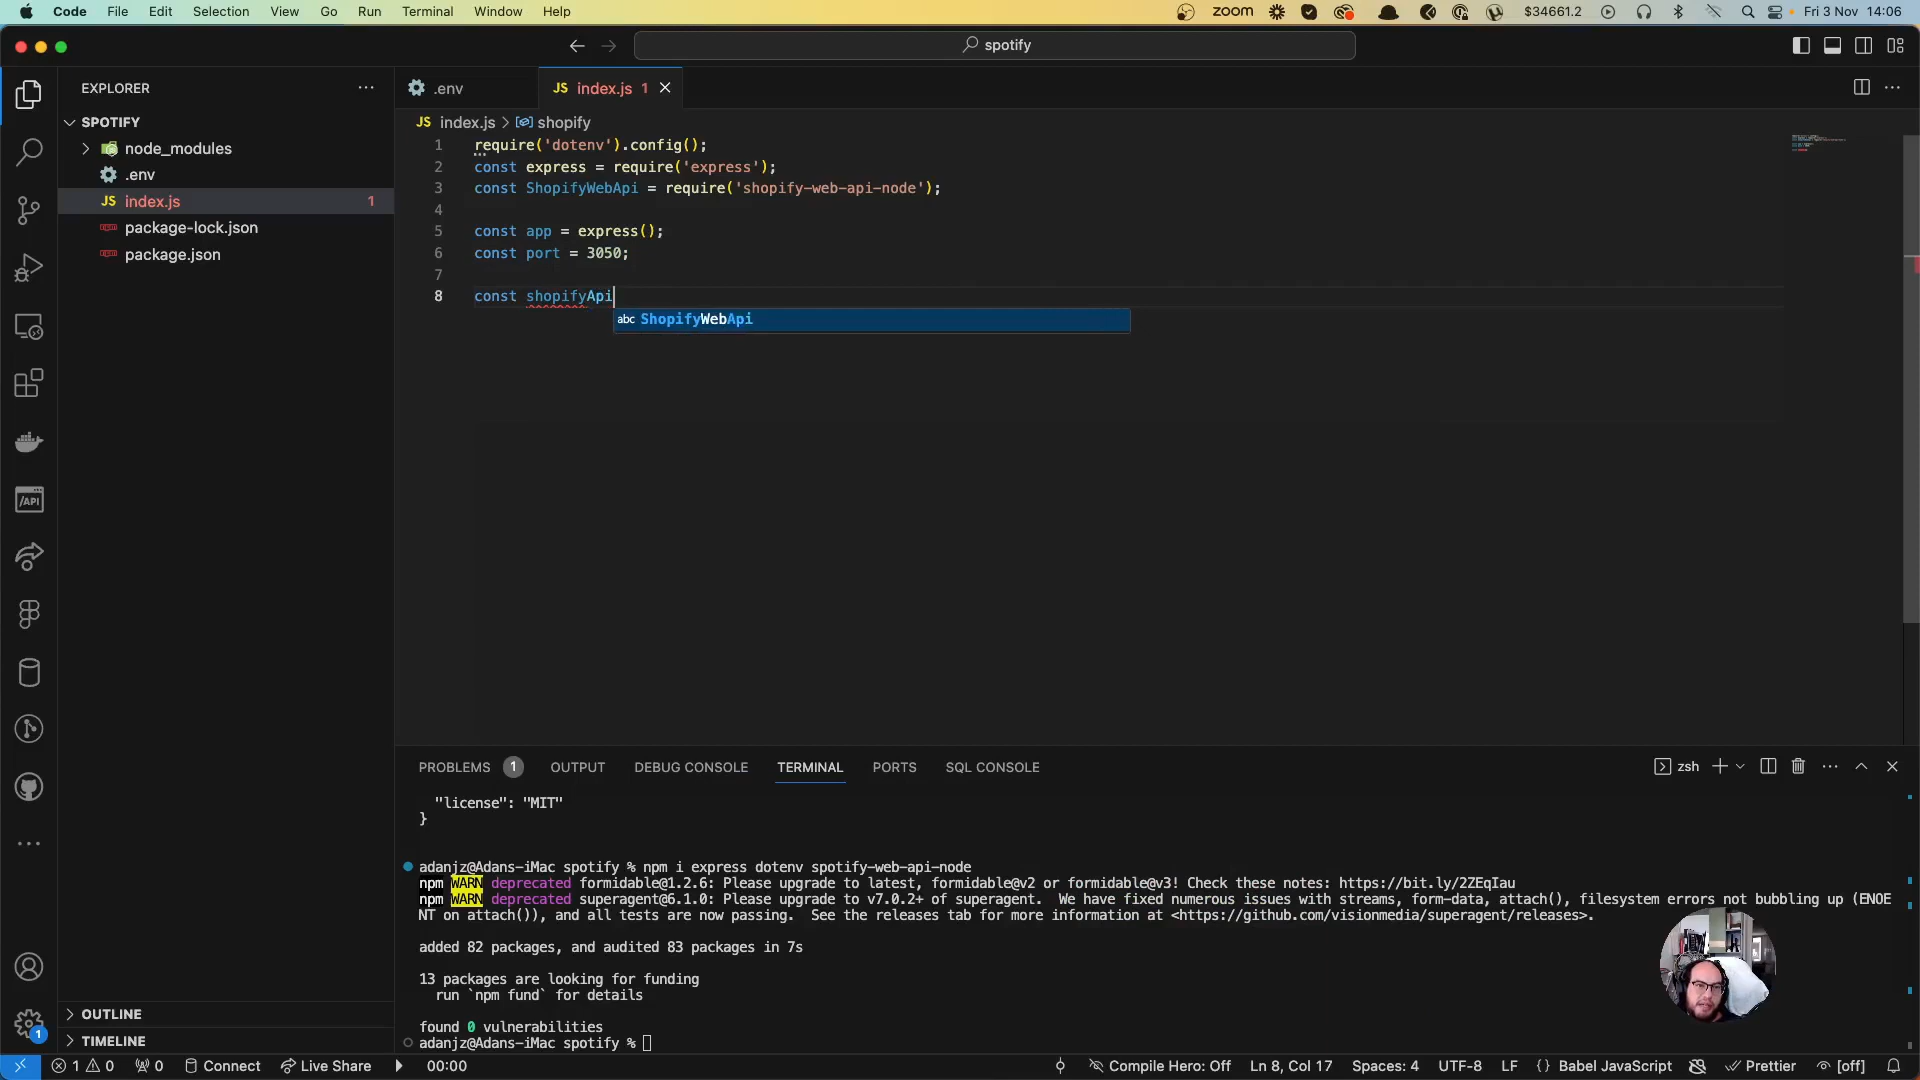 Code File Edit Selection View Go Run Terminal Window Help zoom $34661.2 Fri 3 Nov 14:06
spotify
EXPLORER
SPOTIFY
node_modules
.env
JS index.js 1
package-lock.json
package.json
OUTLINE
TIMELINE
.env JS index.js 1
JS index.js > shopify
1 require('dotenv').config();
2 const express = require('express');
3 const ShopifyWebApi = require('shopify-web-api-node');
4
5 const app = express();
6 const port = 3050;
7
8 const shopifyApi
abc ShopifyWebApi
PROBLEMS 1 OUTPUT DEBUG CONSOLE TERMINAL PORTS SQL CONSOLE
zsh
"license": "MIT"
}
adanjz@Adans-iMac spotify % npm i express dotenv spotify-web-api-node
npm WARN deprecated formidable@1.2.6: Please upgrade to latest, formidable@v2 or formidable@v3! Check these notes: https://bit.ly/2ZEqIau
npm WARN deprecated superagent@6.1.0: Please upgrade to v7.0.2+ of superagent.  We have fixed numerous issues with streams, form-data, attach(), filesystem errors not bubbling up (ENOE
NT on attach()), and all tests are now passing.  See the releases tab for more information at <https://github.com/visionmedia/superagent/releases>.
added 82 packages, and audited 83 packages in 7s
13 packages are looking for funding
run `npm fund` for details
found 0 vulnerabilities
adanjz@Adans-iMac spotify %
/API
1
1 0 0 Connect Live Share 00:00 Compile Hero: Off Ln 8, Col 17 Spaces: 4 UTF-8 LF {} Babel JavaScript Prettier [off]